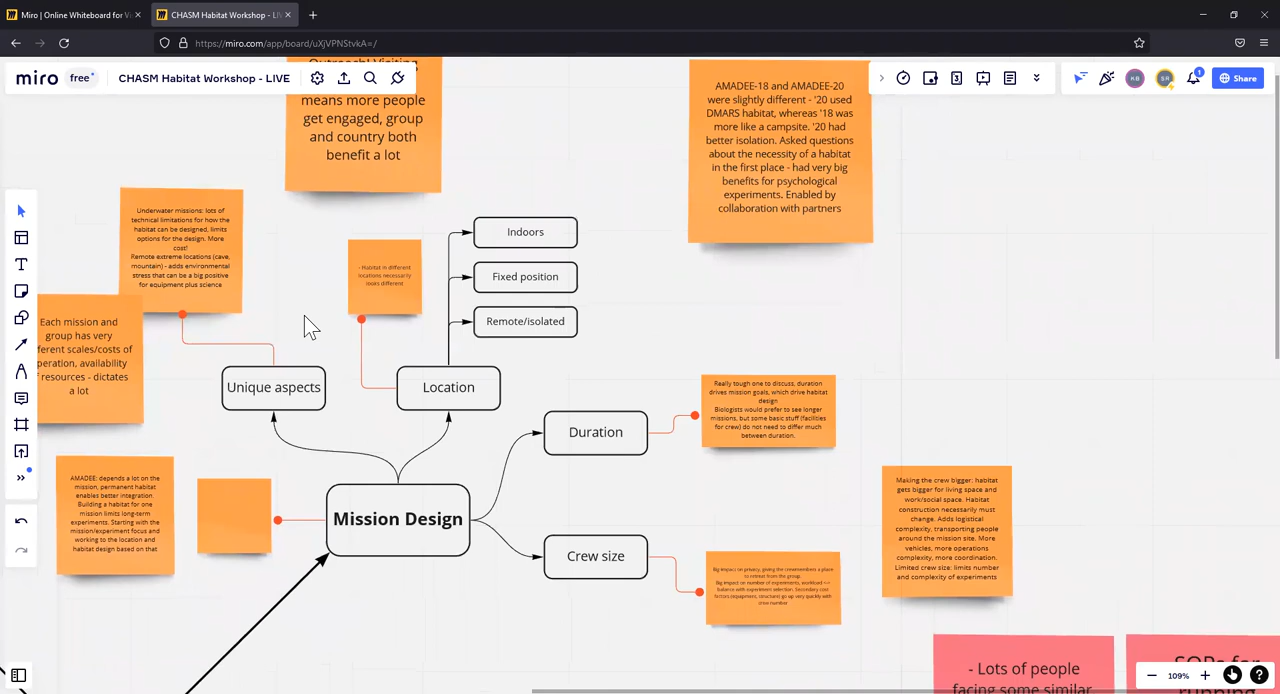 Miro | Online Whiteboard for Vi
CHASM Habitat Workshop - LIV
https://miro.com/app/board/uXjVPNStvkA=/
miro
free
CHASM Habitat Workshop - LIVE
3
KB
SR
1
Share
Outreach! Visiting
means more people
get engaged, group
and country both
benefit a lot
AMADEE-18 and AMADEE-20
were slightly different - '20 used
DMARS habitat, whereas '18 was
more like a campsite. '20 had
better isolation. Asked questions
about the necessity of a habitat
in the first place - had very big
benefits for psychological
experiments. Enabled by
collaboration with partners
Underwater missions: lots of
technical limitations for how the
habitat can be designed, limits
options for the design. More
cost!
Remote extreme locations (cave,
mountain) - adds environmental
stress that can be a big positive
for equipment plus science
- Habitat in different
locations necessarily
looks different
Indoors
Fixed position
Remote/isolated
Each mission and
group has very
fferent scales/costs of
peration, availability
f resources - dictates
a lot
Unique aspects
Location
Really tough one to discuss, duration
drives mission goals, which drive habitat
design
Biologists would prefer to see longer
missions, but some basic stuff (facilities
for crew) do not need to differ much
between duration.
Duration
AMADEE: depends a lot on the
mission, permanent habitat
enables better integration.
Building a habitat for one
mission limits long-term
experiments. Starting with the
mission/experiment focus and
working to the location and
habitat design based on that
Mission Design
Crew size
Making the crew bigger: habitat
gets bigger for living space and
work/social space. Habitat
construction necessarily must
change. Adds logistical
complexity, transporting people
around the mission site. More
vehicles, more operations
complexity, more coordination.
Limited crew size: limits number
and complexity of experiments
Big impact on privacy, giving the crewmembers a place
to retreat from the group.
Big impact on number of experiments, workload
balance with experiment selection. Secondary cost
factors (equipment, structure) go up very quickly with
crew number
- Lots of people
facing some similar
SOPs for
running
109%